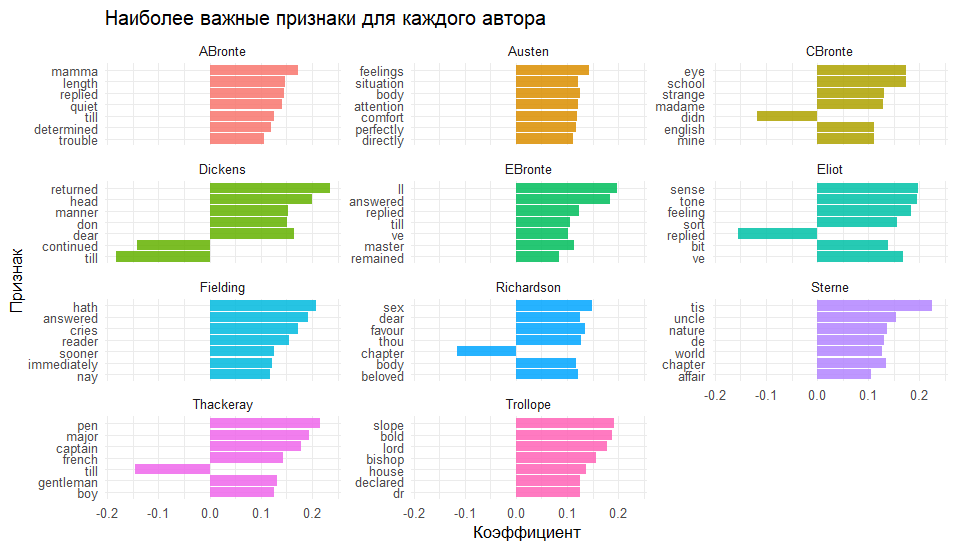 Наиболее важные признаки для каждого автора
ABronte
mamma
length
replied
quiet
till
determined
trouble
Austen
feelings
situation
body
attention
comfort
perfectly
directly
CBronte
eye
school
strange
madame
didn
english
mine
Dickens
returned
head
manner
don
dear
continued
till
EBronte
ll
answered
replied
till
ve
master
remained
Eliot
sense
tone
feeling
sort
replied
bit
ve
Признак
Fielding
hath
answered
cries
reader
sooner
immediately
nay
Richardson
sex
dear
favour
thou
chapter
body
beloved
Sterne
tis
uncle
nature
de
world
chapter
affair
-0.2 -0.1 0.0 0.1 0.2
Thackeray
pen
major
captain
french
till
gentleman
boy
-0.2 -0.1 0.0 0.1 0.2
Trollope
slope
bold
lord
bishop
house
declared
dr
-0.2 -0.1 0.0 0.1 0.2
Коэффициент